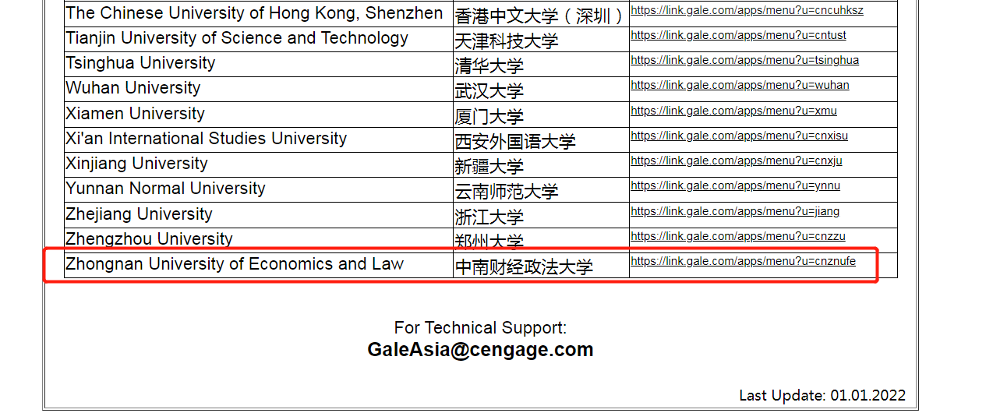 The Chinese University of Hong Kong, Shenzhen 香港中文大学（深圳） https://link.gale.com/apps/menu?u=cncuhksz
Tianjin University of Science and Technology 天津科技大学 https://link.gale.com/apps/menu?u=cntust
Tsinghua University 清华大学 https://link.gale.com/apps/menu?u=tsinghua
Wuhan University 武汉大学 https://link.gale.com/apps/menu?u=wuhan
Xiamen University 厦门大学 https://link.gale.com/apps/menu?u=xmu
Xi'an International Studies University 西安外国语大学 https://link.gale.com/apps/menu?u=cnxisu
Xinjiang University 新疆大学 https://link.gale.com/apps/menu?u=cnxju
Yunnan Normal University 云南师范大学 https://link.gale.com/apps/menu?u=ynnu
Zhejiang University 浙江大学 https://link.gale.com/apps/menu?u=jiang
Zhengzhou University 郑州大学 https://link.gale.com/apps/menu?u=cnzzu
Zhongnan University of Economics and Law 中南财经政法大学 https://link.gale.com/apps/menu?u=cnznufe
For Technical Support:
GaleAsia@cengage.com
Last Update: 01.01.2022